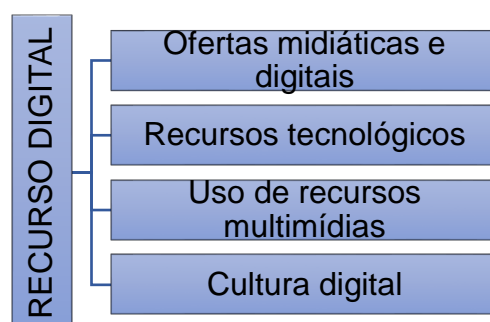 RECURSO DIGITAL
Ofertas midiáticas e
digitais
Recursos tecnológicos
Uso de recursos
multimídias
Cultura digital